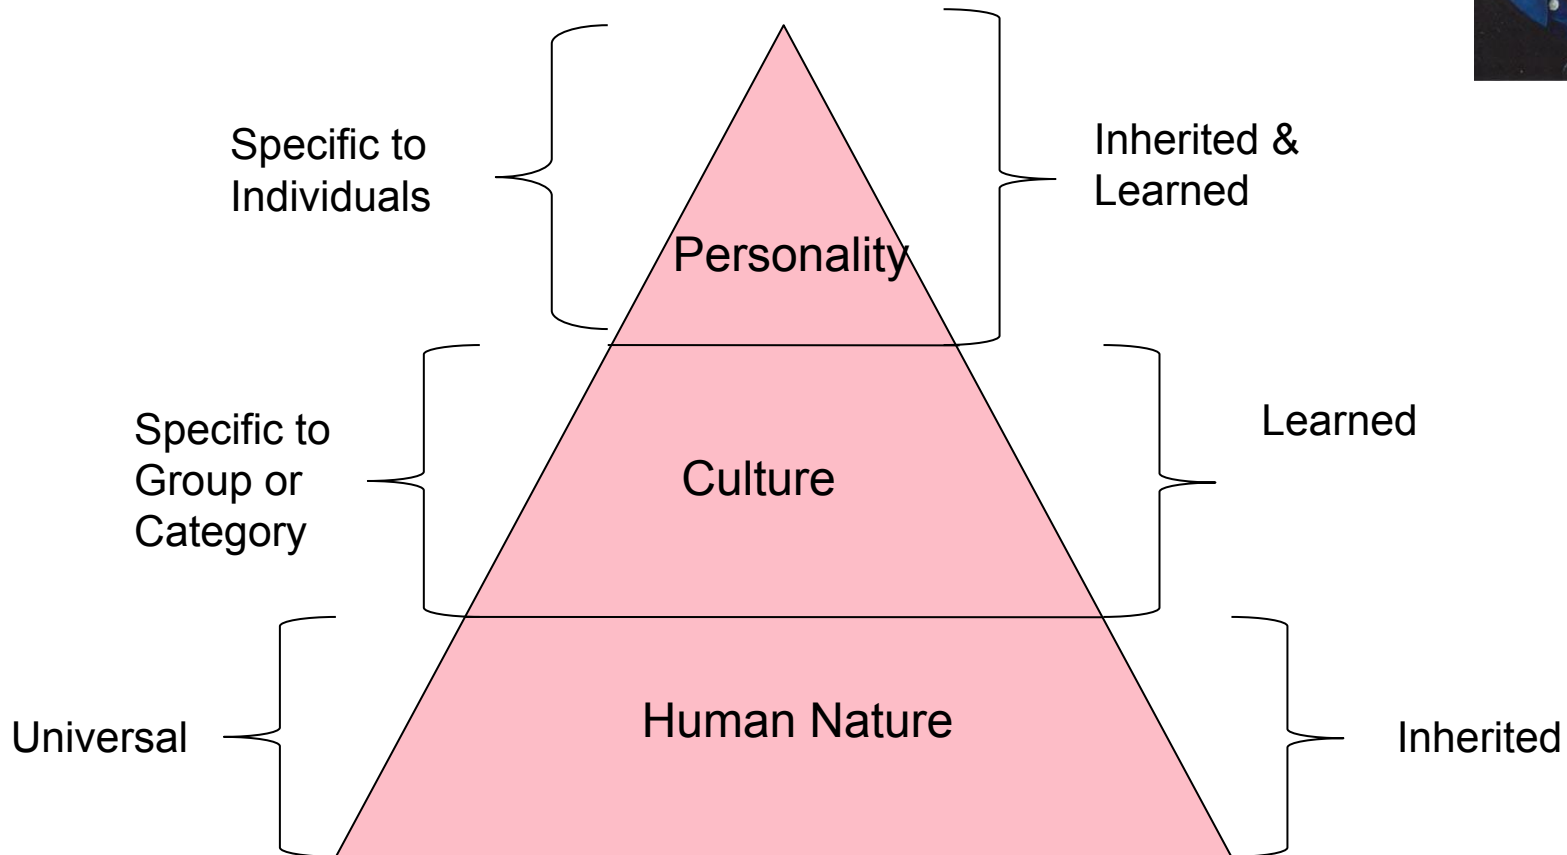 Specific to
Individuals
Inherited &
Learned
Personality
Specific to
Group or
Category
Learned
Culture
Universal
Human Nature
Inherited